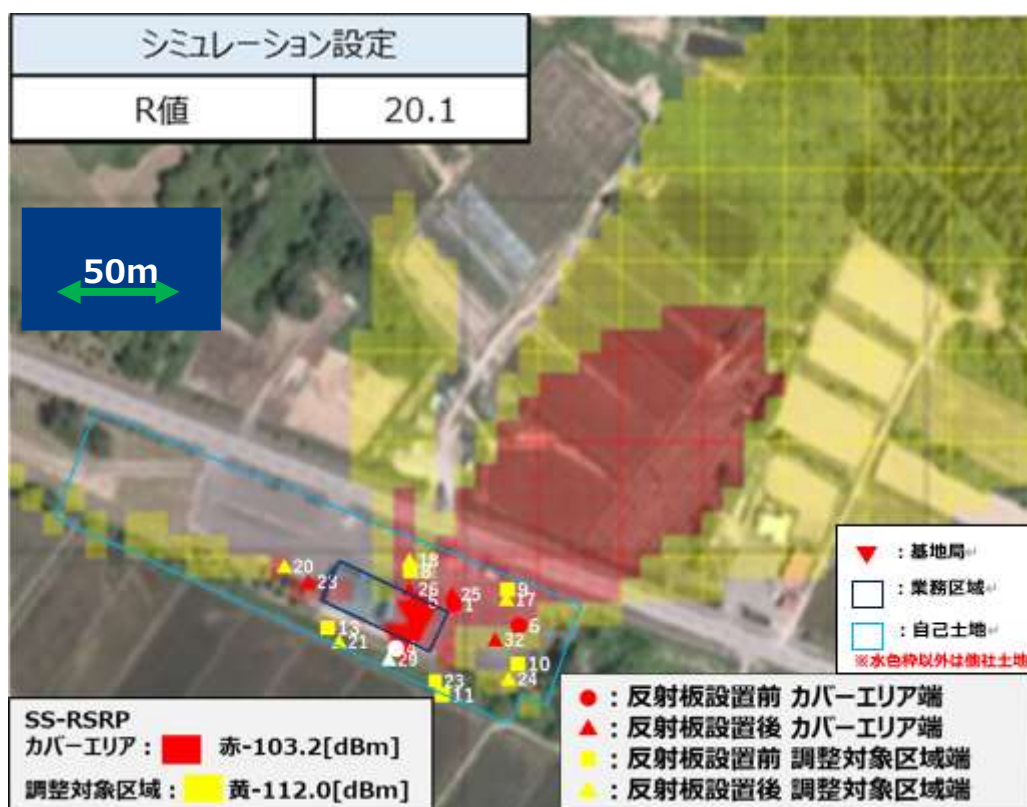 シミュレーション設定
R値 20.1
50m
20
23
18
8
26
5
25
1
9
17
6
32
13
21
4
29
10
24
23
11
▼ : 基地局↵
□ : 業務区域↵
□ : 自己土地↵
※水色枠以外は他社土地
SS-RSRP
カバーエリア : 赤-103.2[dBm]
調整対象区域 : 黄-112.0[dBm]
● : 反射板設置前 カバーエリア端
▲ : 反射板設置後 カバーエリア端
■ : 反射板設置前 調整対象区域端
▲ : 反射板設置後 調整対象区域端